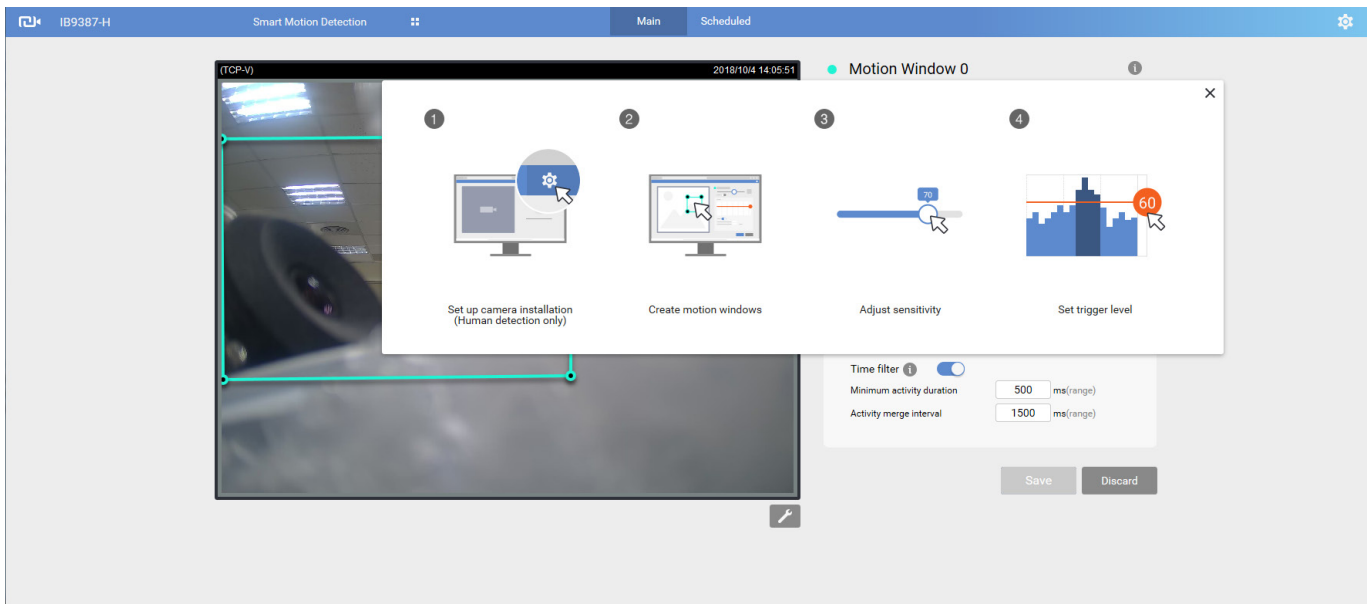 IB9387-H
Smart Motion Detection
Main
Scheduled
(TCP-V)
2018/10/4 14:05:51
Motion Window 0
1
2
3
4
70
60
Set up camera installation
(Human detection only)
Create motion windows
Adjust sensitivity
Set trigger level
Time filter
Minimum activity duration
500
ms(range)
Activity merge interval
1500
ms(range)
Save
Discard